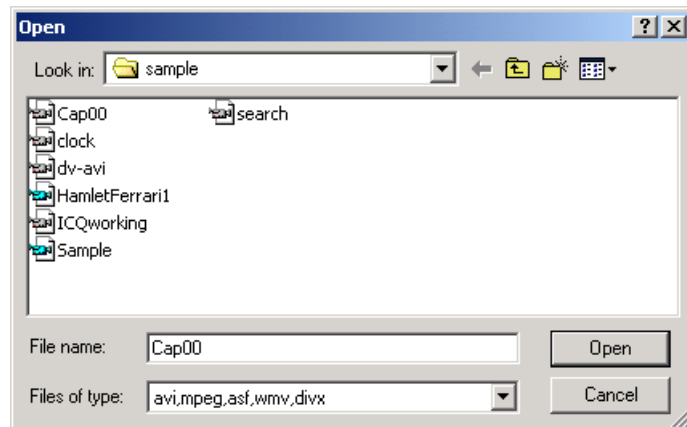 Open
Look in: sample
Cap00
clock
dv-avi
HamletFerrari1
ICQworking
Sample
search
File name: Cap00 Open
Files of type: avi,mpeg,asf,wmv,divx Cancel